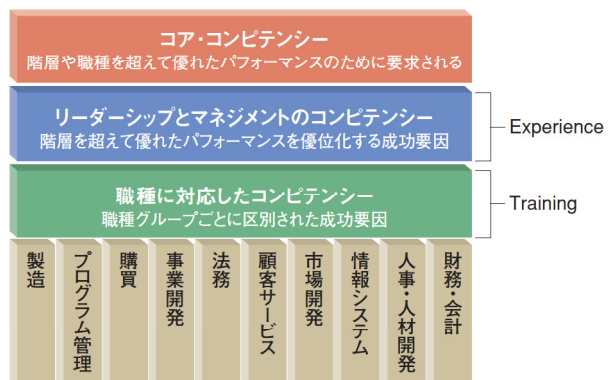 コア・コンピテンシー
階層や職種を超えて優れたパフォーマンスのために要求される
リーダーシップとマネジメントのコンピテンシー
階層を超えて優れたパフォーマンスを優位化する成功要因
Experience
職種に対応したコンピテンシー
職種グループごとに区別された成功要因
Training
製造
プログラム管理
購買
事業開発
法務
顧客サービス
市場開発
情報システム
人事・人材開発
財務・会計